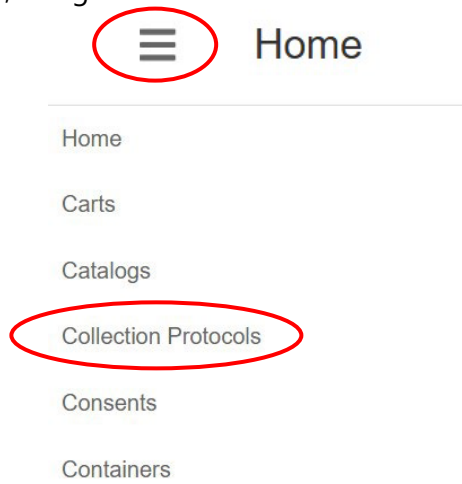 Home
Home
Carts
Catalogs
Collection Protocols
Consents
Containers